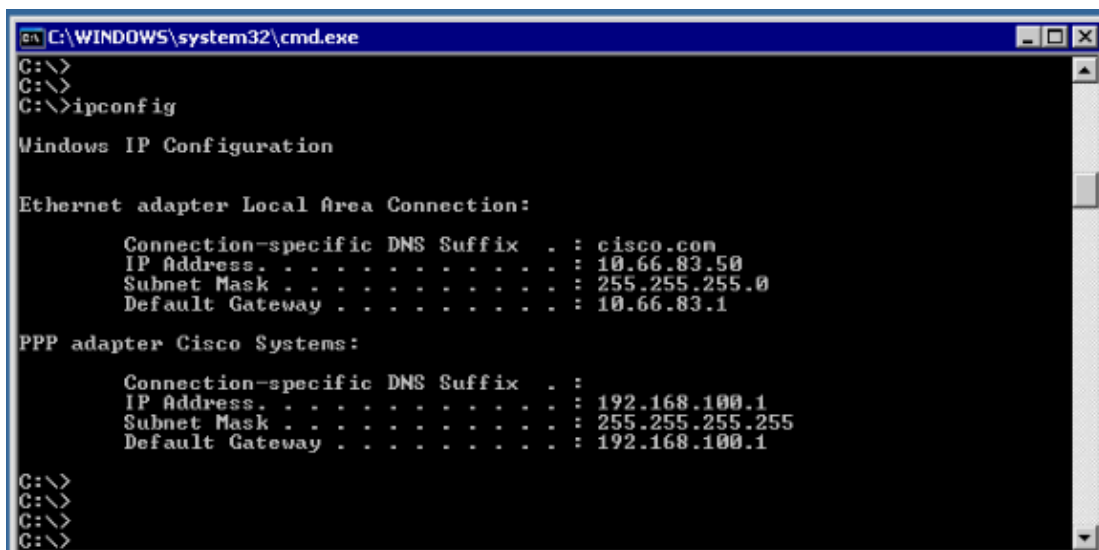 C:\WINDOWS\system32\cmd.exe
C:\>
C:\>
C:\>ipconfig
Windows IP Configuration
Ethernet adapter Local Area Connection:
Connection-specific DNS Suffix . : cisco.com
IP Address. . . . . . . . . . . . : 10.66.83.50
Subnet Mask . . . . . . . . . . . : 255.255.255.0
Default Gateway . . . . . . . . . : 10.66.83.1
PPP adapter Cisco Systems:
Connection-specific DNS Suffix . :
IP Address. . . . . . . . . . . . : 192.168.100.1
Subnet Mask . . . . . . . . . . . : 255.255.255.255
Default Gateway . . . . . . . . . : 192.168.100.1
C:\>
C:\>
C:\>
C:\>